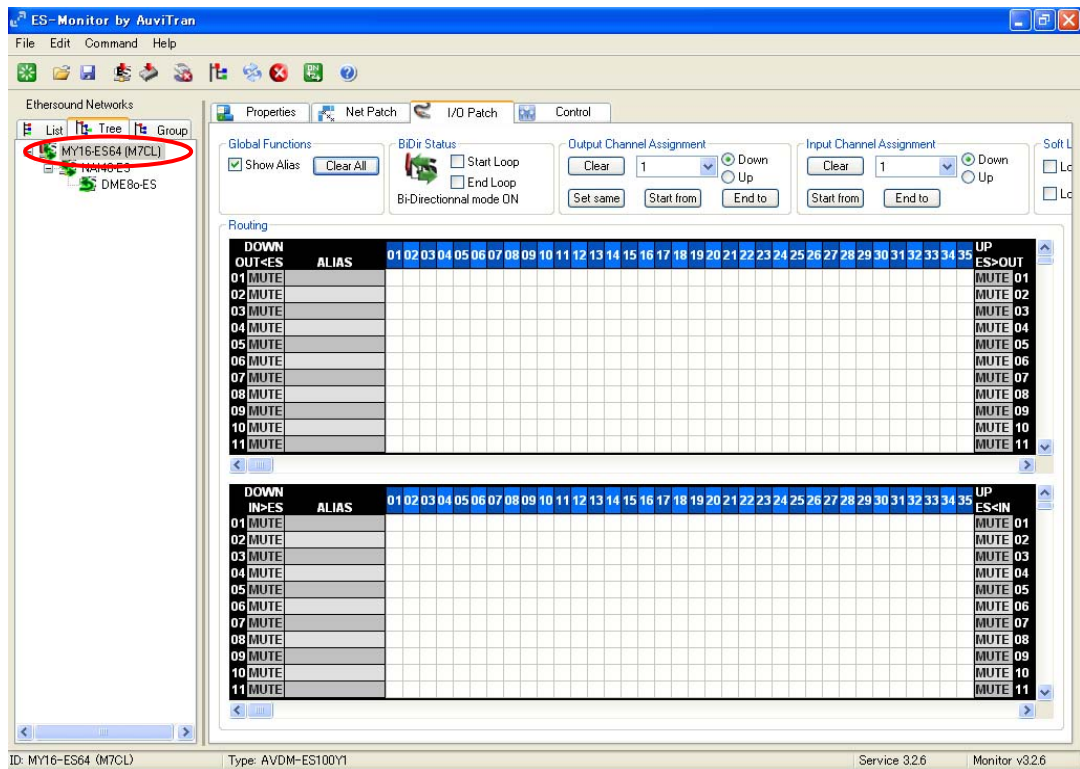 ES-Monitor by AuviTran
File Edit Command Help
Ethersound Networks
List Tree Group
MY16-ES64 (M7CL)
DME8o-ES
Properties Net Patch I/O Patch Control
Global Functions
Show Alias Clear All
BiDir Status
Start Loop
End Loop
Bi-Directionnal mode ON
Output Channel Assignment
Clear 1 Down
Up
Set same Start from End to
Input Channel Assignment
Clear 1 Down
Up
Start from End to
Soft L
Lo
Lo
Routing
DOWN UP
OUT<ES ALIAS 01 02 03 04 05 06 07 08 09 10 11 12 13 14 15 16 17 18 19 20 21 22 23 24 25 26 27 28 29 30 31 32 33 34 35 ES>OUT
01 MUTE MUTE 01
02 MUTE MUTE 02
03 MUTE MUTE 03
04 MUTE MUTE 04
05 MUTE MUTE 05
06 MUTE MUTE 06
07 MUTE MUTE 07
08 MUTE MUTE 08
09 MUTE MUTE 09
10 MUTE MUTE 10
11 MUTE MUTE 11
DOWN UP
IN>ES ALIAS 01 02 03 04 05 06 07 08 09 10 11 12 13 14 15 16 17 18 19 20 21 22 23 24 25 26 27 28 29 30 31 32 33 34 35 ES<IN
01 MUTE MUTE 01
02 MUTE MUTE 02
03 MUTE MUTE 03
04 MUTE MUTE 04
05 MUTE MUTE 05
06 MUTE MUTE 06
07 MUTE MUTE 07
08 MUTE MUTE 08
09 MUTE MUTE 09
10 MUTE MUTE 10
11 MUTE MUTE 11
ID: MY16-ES64 (M7CL) Type: AVDM-ES100Y1 Service 3.2.6 Monitor v3.2.6